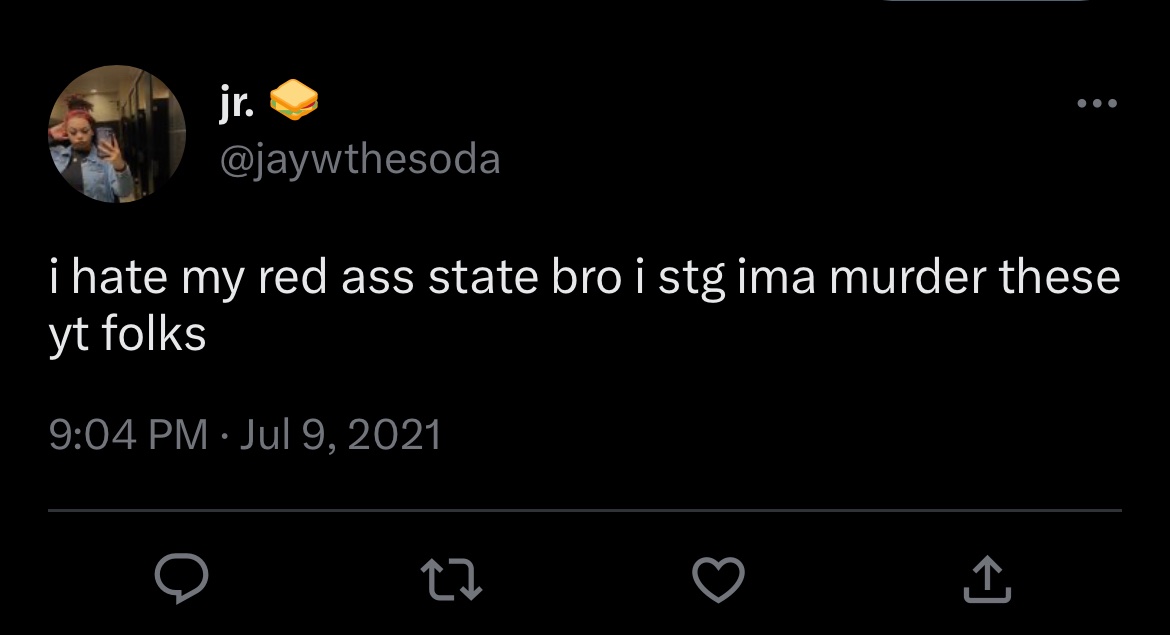 jr. 🥪
@jaywthesoda
i hate my red ass state bro i stg ima murder these
yt folks
9:04 PM · Jul 9, 2021